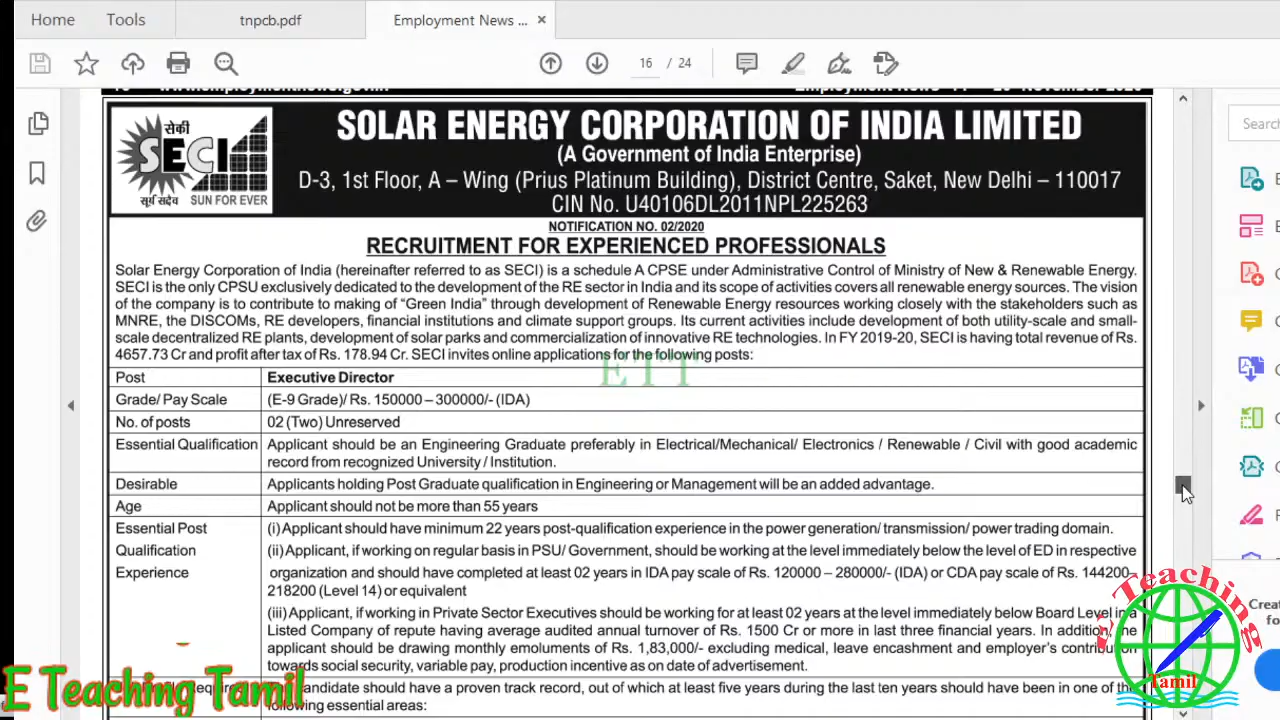 Home Tools tnpcb.pdf Employment News ... ×
16 / 24
SOLAR ENERGY CORPORATION OF INDIA LIMITED
(A Government of India Enterprise)
D-3, 1st Floor, A – Wing (Prius Platinum Building), District Centre, Saket, New Delhi – 110017
CIN No. U40106DL2011NPL225263
सेकी
SECI
सूर्य सदैव SUN FOR EVER
NOTIFICATION NO. 02/2020
RECRUITMENT FOR EXPERIENCED PROFESSIONALS
Solar Energy Corporation of India (hereinafter referred to as SECI) is a schedule A CPSE under Administrative Control of Ministry of New & Renewable Energy.
SECI is the only CPSU exclusively dedicated to the development of the RE sector in India and its scope of activities covers all renewable energy sources. The vision
of the company is to contribute to making of “Green India” through development of Renewable Energy resources working closely with the stakeholders such as
MNRE, the DISCOMs, RE developers, financial institutions and climate support groups. Its current activities include development of both utility-scale and small-
scale decentralized RE plants, development of solar parks and commercialization of innovative RE technologies. In FY 2019-20, SECI is having total revenue of Rs.
4657.73 Cr and profit after tax of Rs. 178.94 Cr. SECI invites online applications for the following posts:
ETT
Post Executive Director
Grade/ Pay Scale (E-9 Grade)/ Rs. 150000 – 300000/- (IDA)
No. of posts 02 (Two) Unreserved
Essential Qualification Applicant should be an Engineering Graduate preferably in Electrical/Mechanical/ Electronics / Renewable / Civil with good academic
record from recognized University / Institution.
Desirable Applicants holding Post Graduate qualification in Engineering or Management will be an added advantage.
Age Applicant should not be more than 55 years
Essential Post (i) Applicant should have minimum 22 years post-qualification experience in the power generation/ transmission/ power trading domain.
Qualification (ii) Applicant, if working on regular basis in PSU/ Government, should be working at the level immediately below the level of ED in respective
Experience organization and should have completed at least 02 years in IDA pay scale of Rs. 120000 – 280000/- (IDA) or CDA pay scale of Rs. 144200–
218200 (Level 14) or equivalent
(iii) Applicant, if working in Private Sector Executives should be working for at least 02 years at the level immediately below Board Level in a
Listed Company of repute having average audited annual turnover of Rs. 1500 Cr or more in last three financial years. In addition, the
applicant should be drawing monthly emoluments of Rs. 1,83,000/- excluding medical, leave encashment and employer's
towards social security, variable pay, production incentive as on date of advertisement.
candidate should have a proven track record, out of which at least five years during the last ten years should have been in one of the
following essential areas:
E Teaching Tamil
Search
E Teaching
Tamil